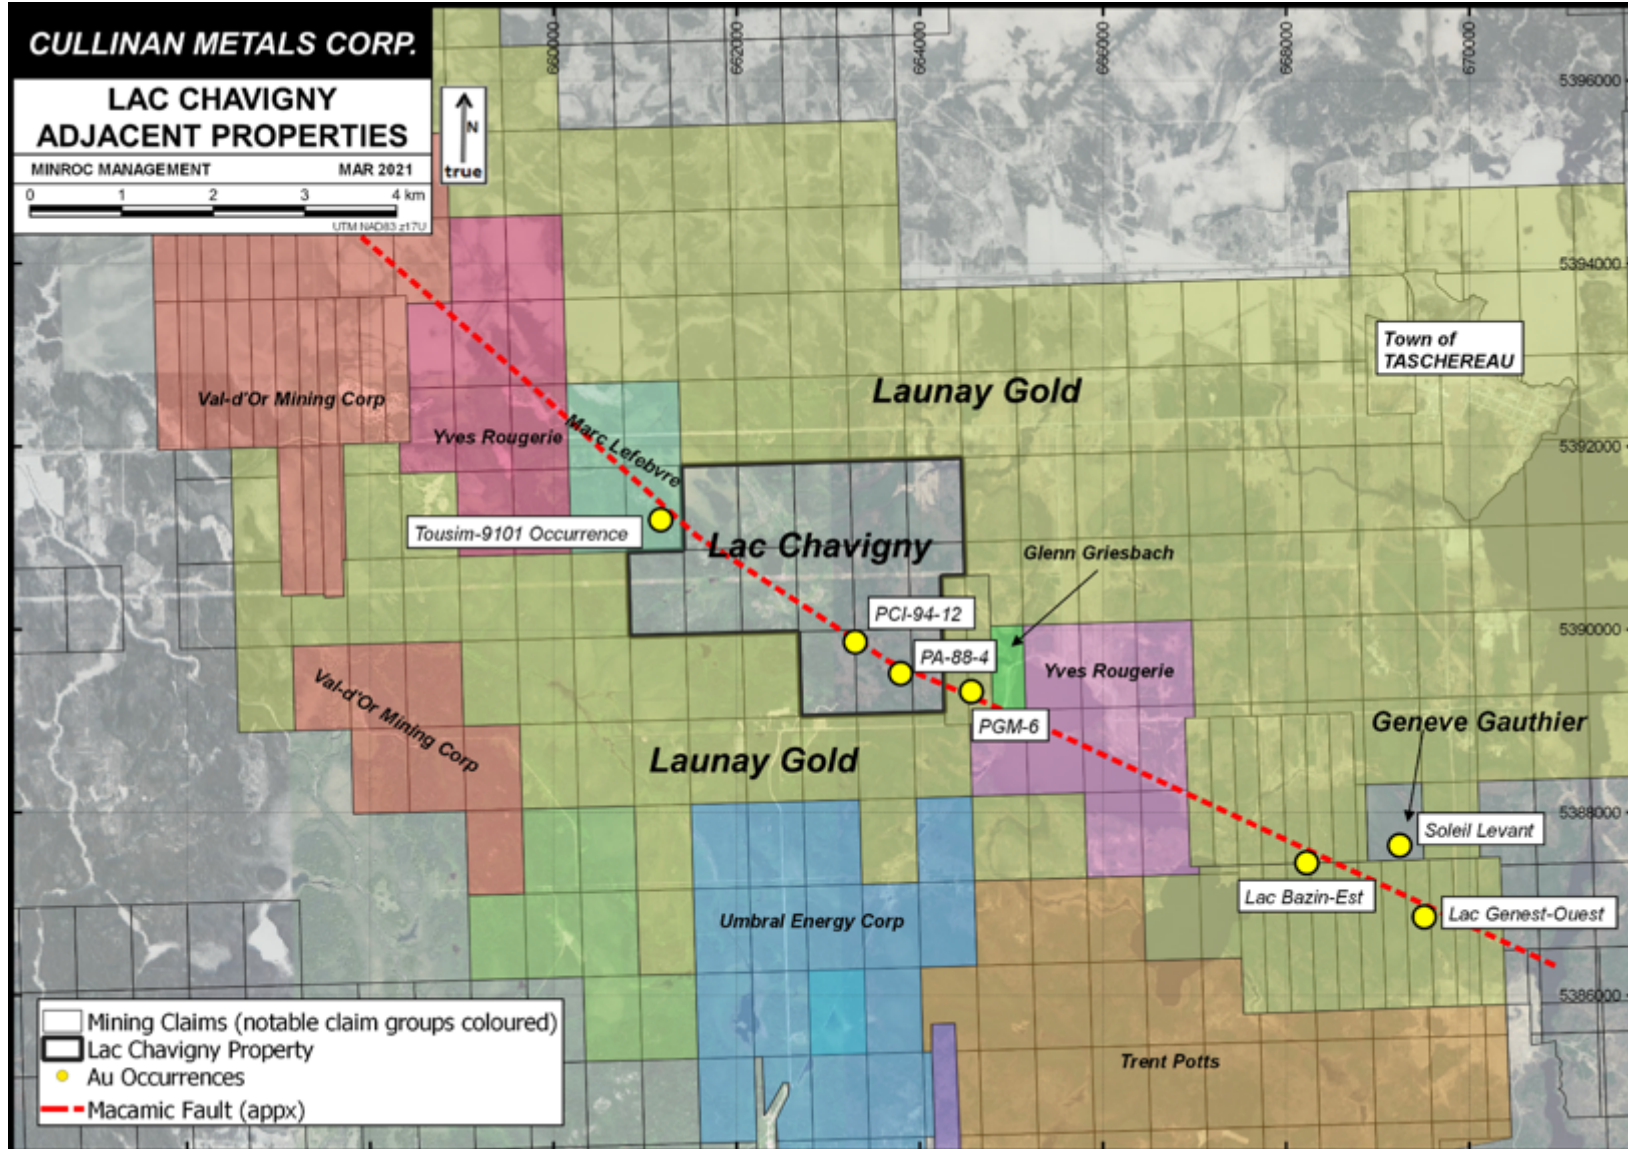 CULLINAN METALS CORP.
LAC CHAVIGNY
ADJACENT PROPERTIES
MINROC MANAGEMENT MAR 2021
0 1 2 3 4 km
UTM NAD83 z17U
N
true
660000
662000
664000
666000
668000
670000
5396000
5394000
Town of
TASCHEREAU
Launay Gold
Val-d'Or Mining Corp
Yves Rougerie
Marc Lefebvre
5392000
Tousim-9101 Occurrence
Lac Chavigny
Glenn Griesbach
PCI-94-12
5390000
PA-88-4
Yves Rougerie
Val-d'Or Mining Corp
PGM-6
Geneve Gauthier
Launay Gold
5388000
Soleil Levant
Lac Bazin-Est
Lac Genest-Ouest
Umbral Energy Corp
5386000
Trent Potts
Mining Claims (notable claim groups coloured)
Lac Chavigny Property
Au Occurrences
Macamic Fault (appx)